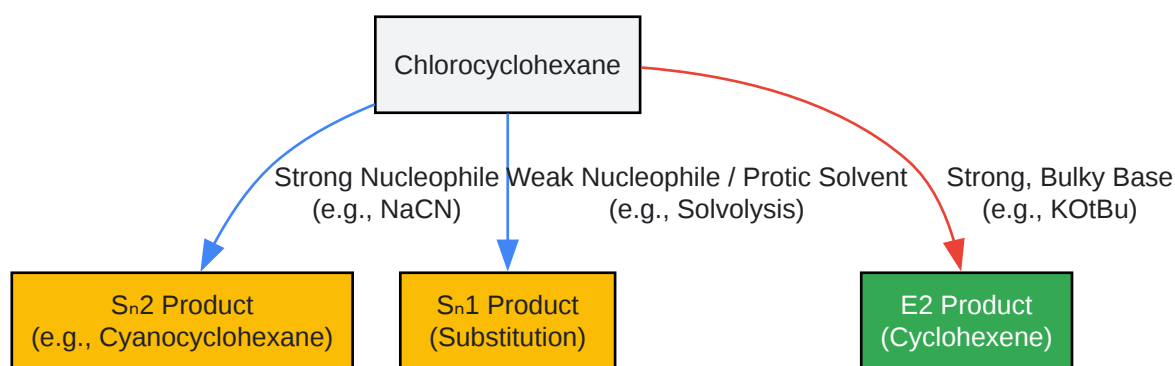 Chlorocyclohexane
Strong Nucleophile
(e.g., NaCN)
Weak Nucleophile / Protic Solvent
(e.g., Solvolysis)
Strong, Bulky Base
(e.g., KOtBu)
Sₙ2 Product
(e.g., Cyanocyclohexane)
Sₙ1 Product
(Substitution)
E2 Product
(Cyclohexene)